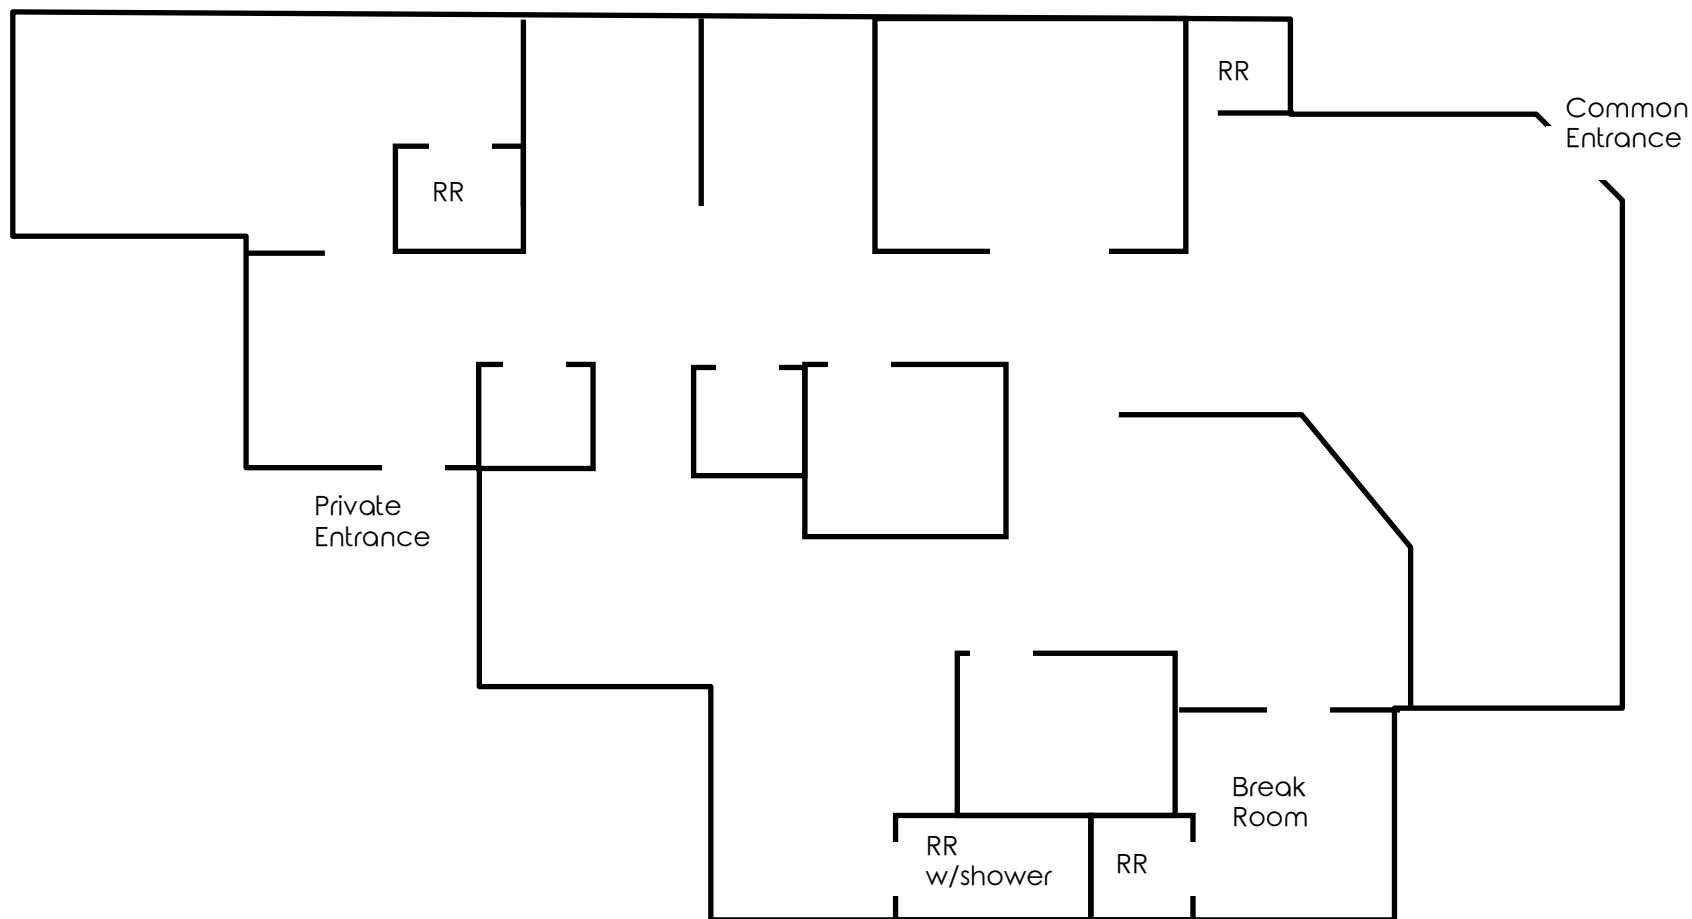 RR
Common
Entrance
RR
Private
Entrance
Break
Room
RR
w/shower
RR